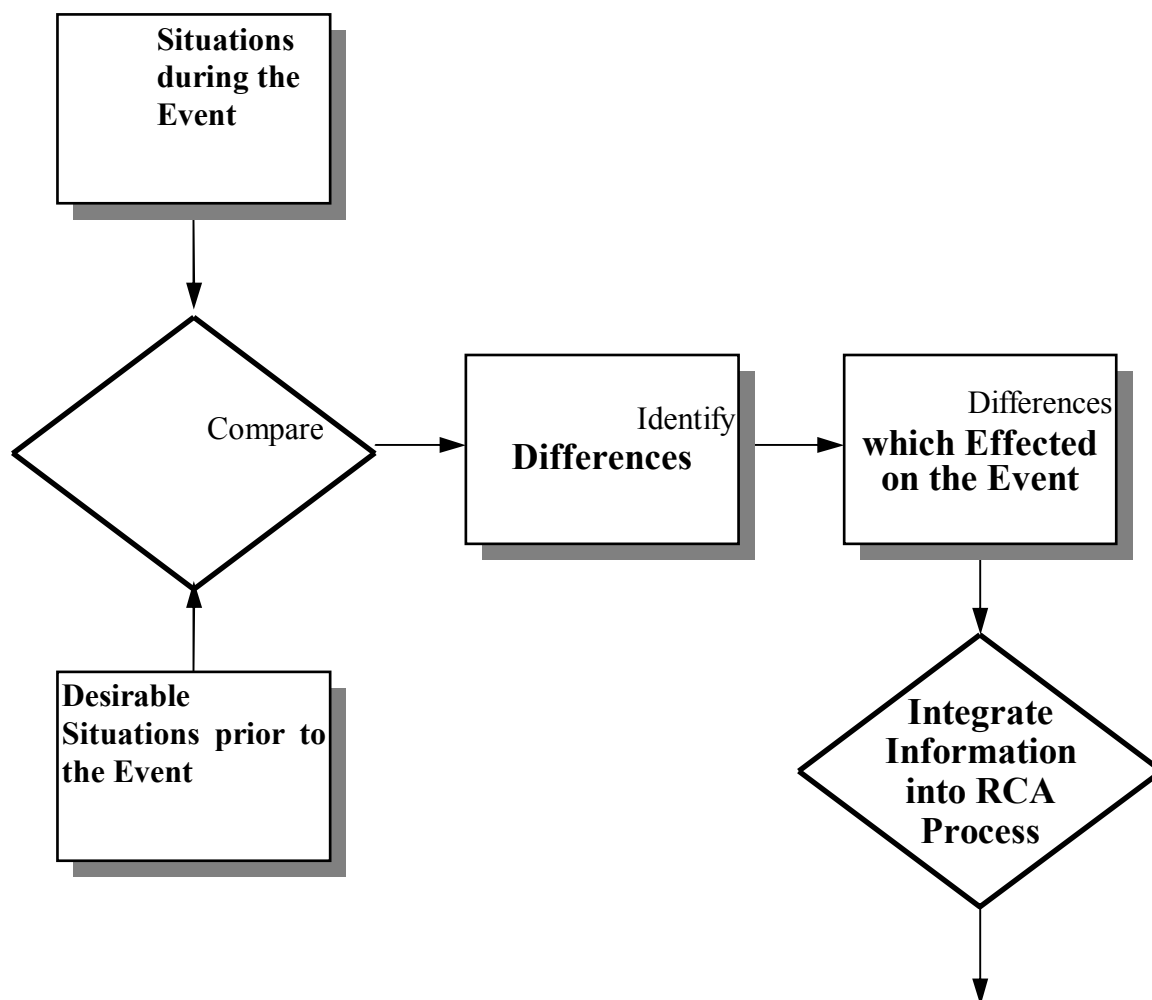 Situations
during the
Event
Compare
Identify
Differences
Differences
which Effected
on the Event
Desirable
Situations prior to
the Event
Integrate
Information
into RCA
Process